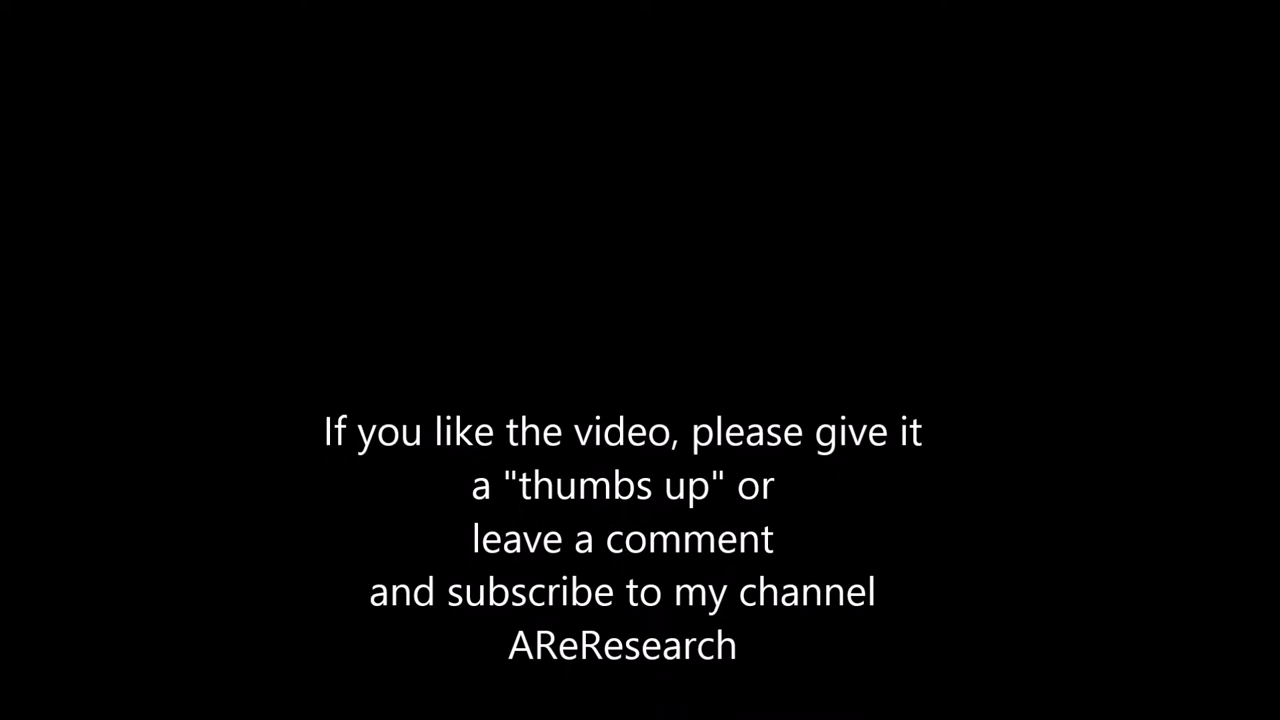 If you like the video, please give it
a "thumbs up" or
leave a comment
and subscribe to my channel
AReResearch